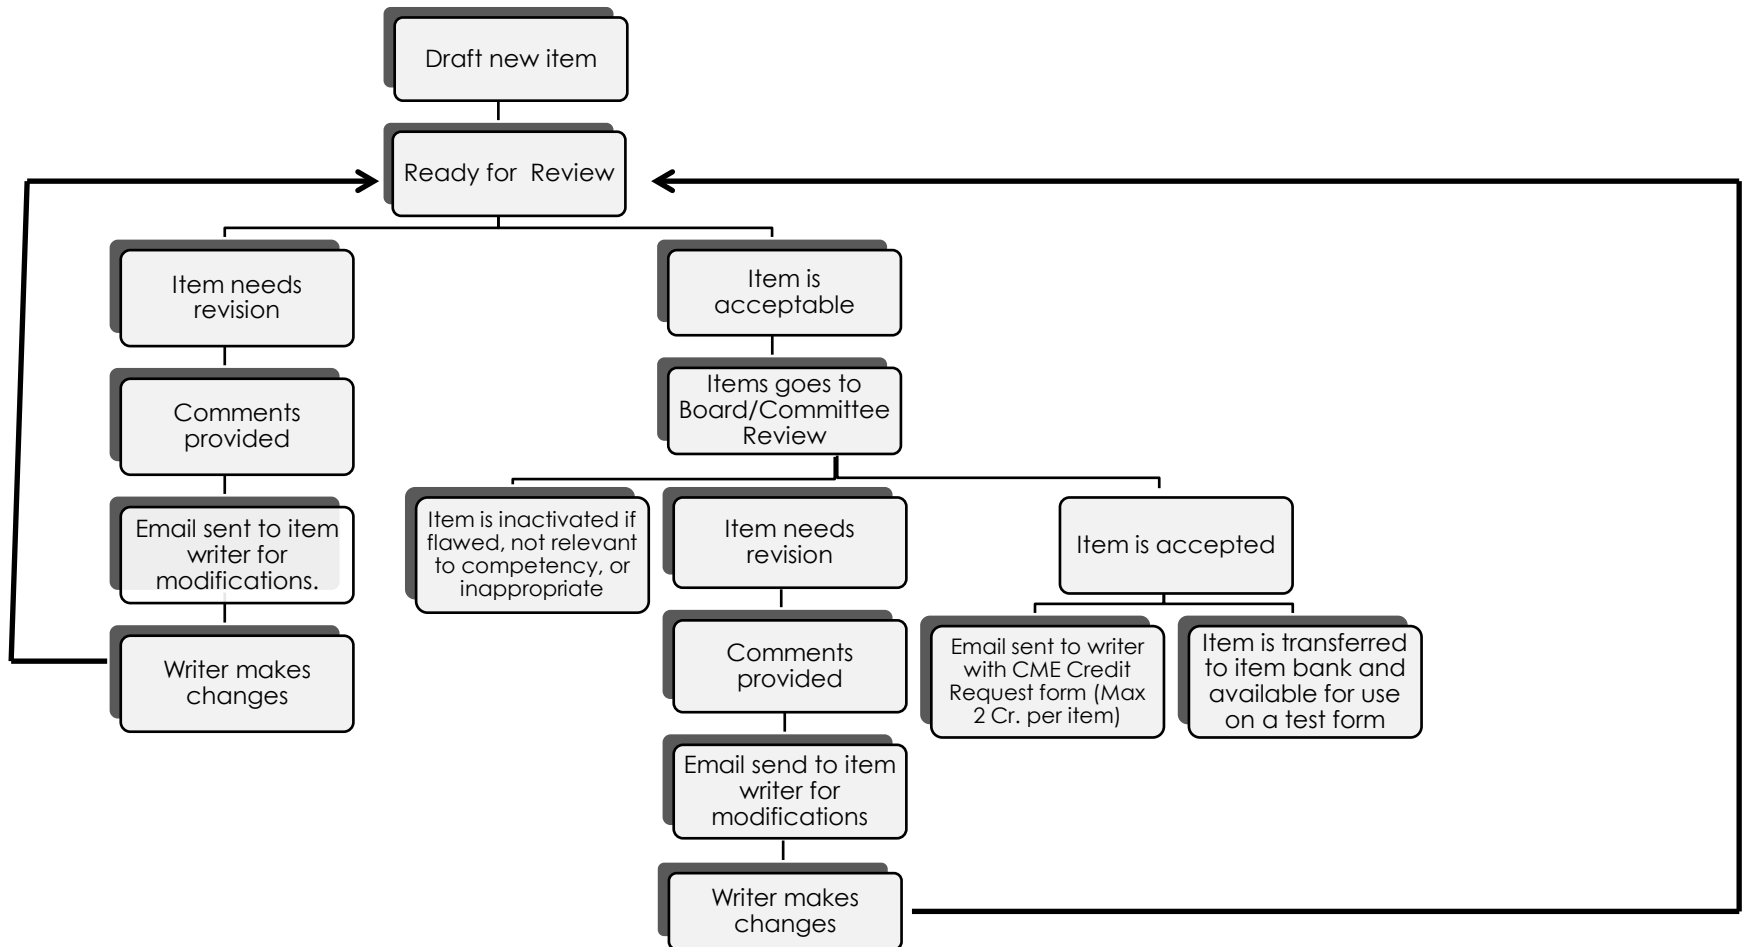 Draft new item
Ready for  Review
Item needs
revision
Comments
provided
Email sent to item
writer for
modifications.
Writer makes
changes
Item is
acceptable
Items goes to
Board/Committee
Review
Item is inactivated if
flawed, not relevant
to competency, or
inappropriate
Item needs
revision
Comments
provided
Email send to item
writer for
modifications
Writer makes
changes
Item is accepted
Email sent to writer
with CME Credit
Request form (Max
2 Cr. per item)
Item is transferred
to item bank and
available for use
on a test form